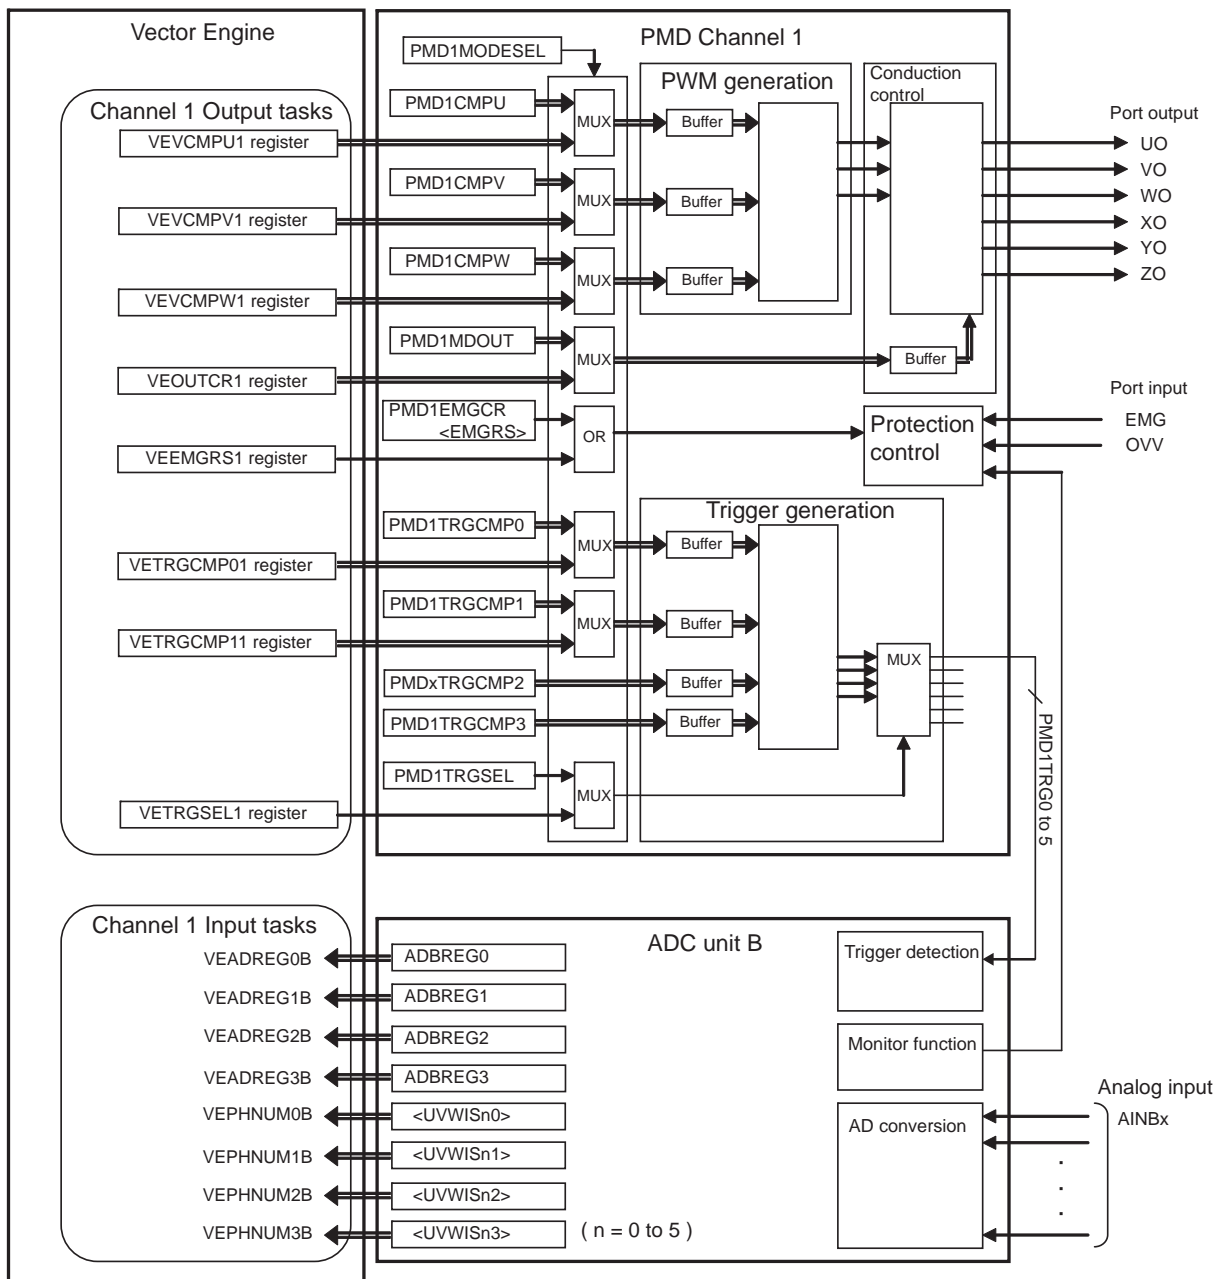 Vector Engine
PMD Channel 1
PMD1MODESEL
PWM generation
Conduction
control
Channel 1 Output tasks
PMD1CMPU
MUX
Buffer
Port output
VEVCMPU1 register
UO
VO
WO
XO
YO
ZO
PMD1CMPV
MUX
Buffer
VEVCMPV1 register
PMD1CMPW
MUX
Buffer
VEVCMPW1 register
PMD1MDOUT
MUX
Buffer
VEOUTCR1 register
Port input
PMD1EMGCR
<EMGRS>
OR
Protection
control
EMG
OVV
VEEMGRS1 register
Trigger generation
PMD1TRGCMP0
MUX
Buffer
VETRGCMP01 register
PMD1TRGCMP1
MUX
Buffer
VETRGCMP11 register
MUX
PMDxTRGCMP2
Buffer
PMD1TRGCMP3
Buffer
PMD1TRG0 to 5
PMD1TRGSEL
MUX
VETRGSEL1 register
Channel 1 Input tasks
ADC unit B
VEADREG0B
ADBREG0
Trigger detection
VEADREG1B
ADBREG1
VEADREG2B
ADBREG2
Monitor function
VEADREG3B
ADBREG3
Analog input
VEPHNUM0B
<UVWISn0>
AD conversion
AINBx
VEPHNUM1B
<UVWISn1>
.
.
.
VEPHNUM2B
<UVWISn2>
VEPHNUM3B
<UVWISn3>
( n = 0 to 5 )